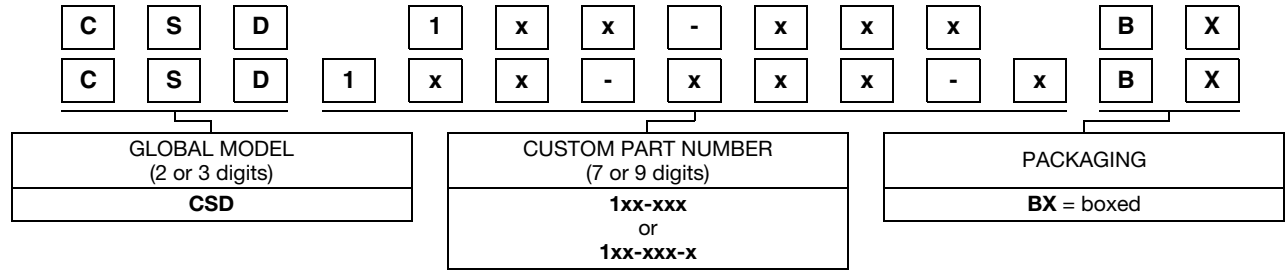 C S D 1 x x - x x x B X
C S D 1 x x - x x x - x B X
GLOBAL MODEL
(2 or 3 digits)
CSD
CUSTOM PART NUMBER
(7 or 9 digits)
1xx-xxx
or
1xx-xxx-x
PACKAGING
BX = boxed